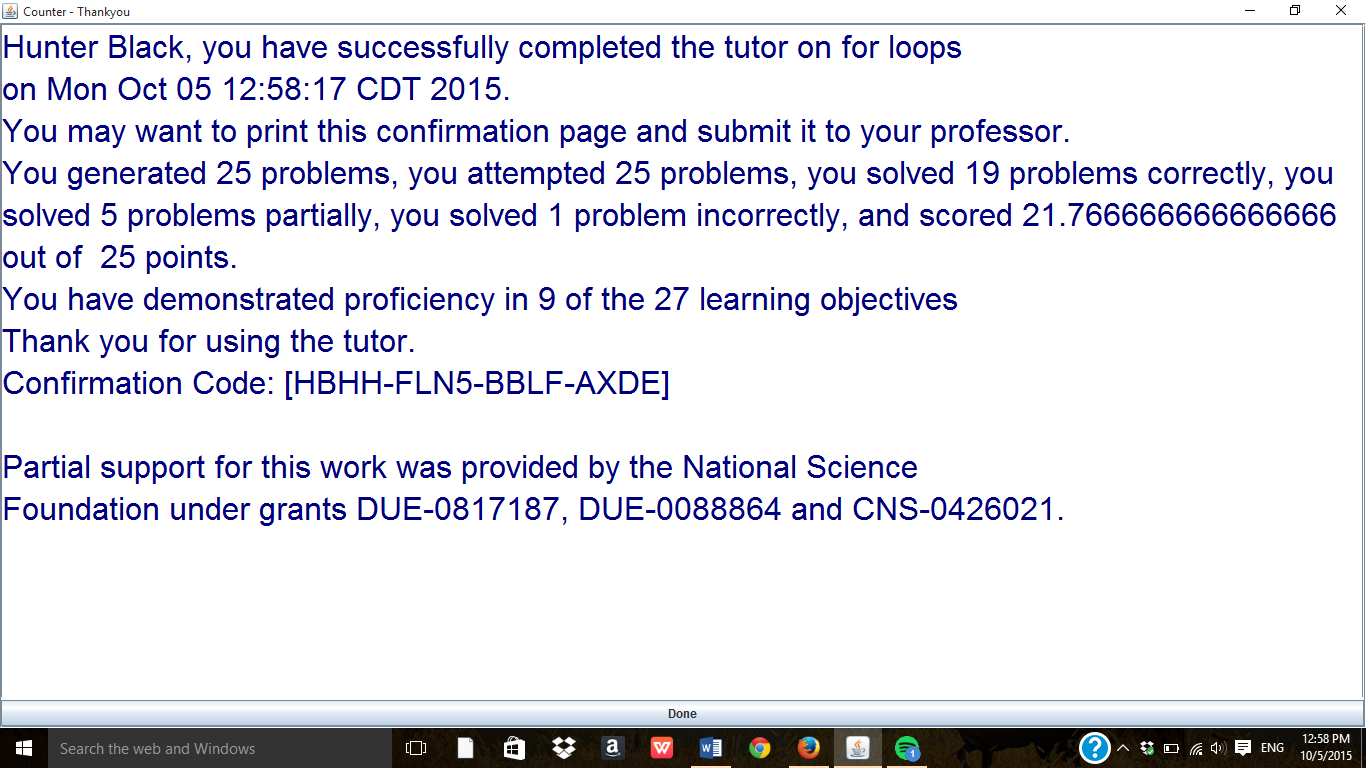 Counter - Thankyou
Hunter Black, you have successfully completed the tutor on for loops
on Mon Oct 05 12:58:17 CDT 2015.
You may want to print this confirmation page and submit it to your professor.
You generated 25 problems, you attempted 25 problems, you solved 19 problems correctly, you
solved 5 problems partially, you solved 1 problem incorrectly, and scored 21.766666666666666
out of  25 points.
You have demonstrated proficiency in 9 of the 27 learning objectives
Thank you for using the tutor.
Confirmation Code: [HBHH-FLN5-BBLF-AXDE]
Partial support for this work was provided by the National Science
Foundation under grants DUE-0817187, DUE-0088864 and CNS-0426021.
Done
Search the web and Windows
ENG
12:58 PM
10/5/2015